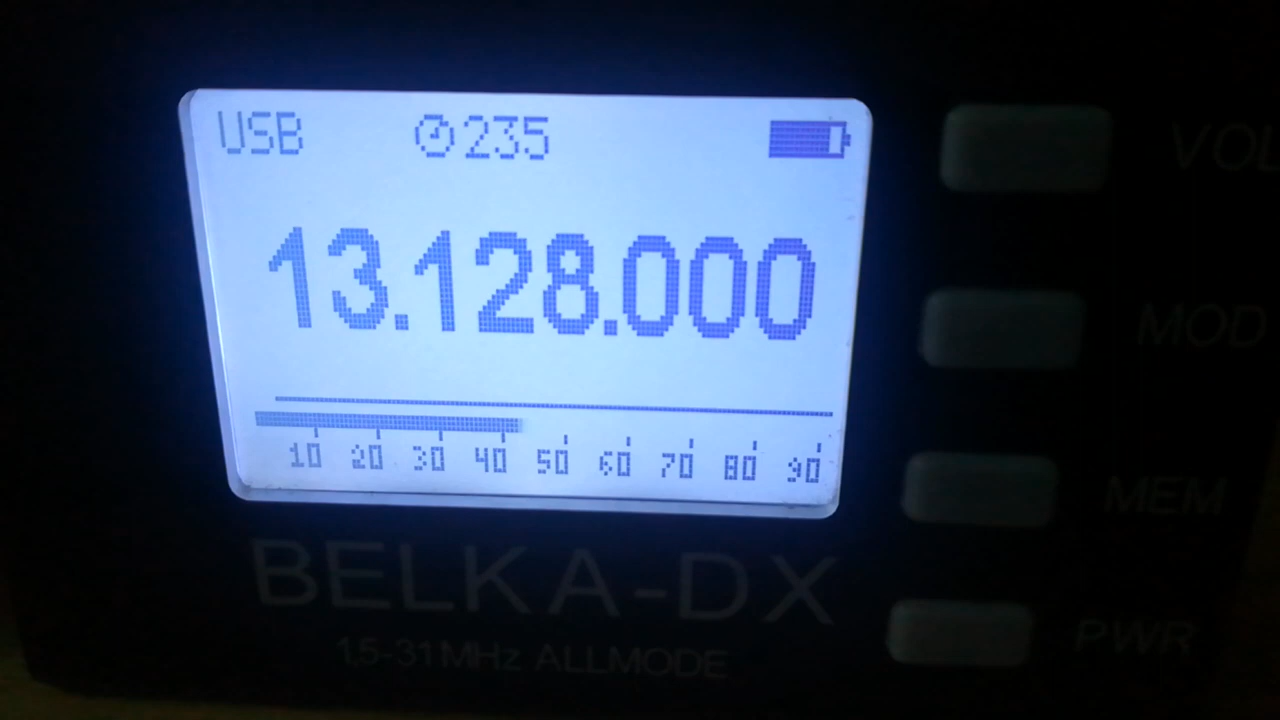 USB 235
13.128.000
10 20 30 40 50 60 70 80 90
BELKA-DX
1,5-31MHz ALLMODE
VOL
MOD
MEM
PWR